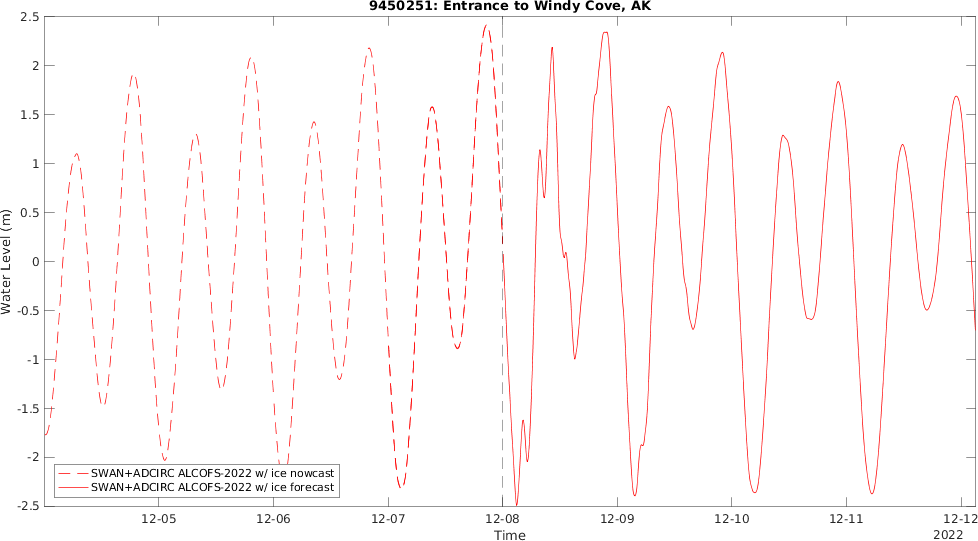 9450251: Entrance to Windy Cove, AK
Water Level (m)
2.5
2
1.5
1
0.5
0
-0.5
-1
-1.5
-2
-2.5
SWAN+ADCIRC ALCOFS-2022 w/ ice nowcast
SWAN+ADCIRC ALCOFS-2022 w/ ice forecast
12-05 12-06 12-07 12-08 12-09 12-10 12-11 12-12
Time
2022